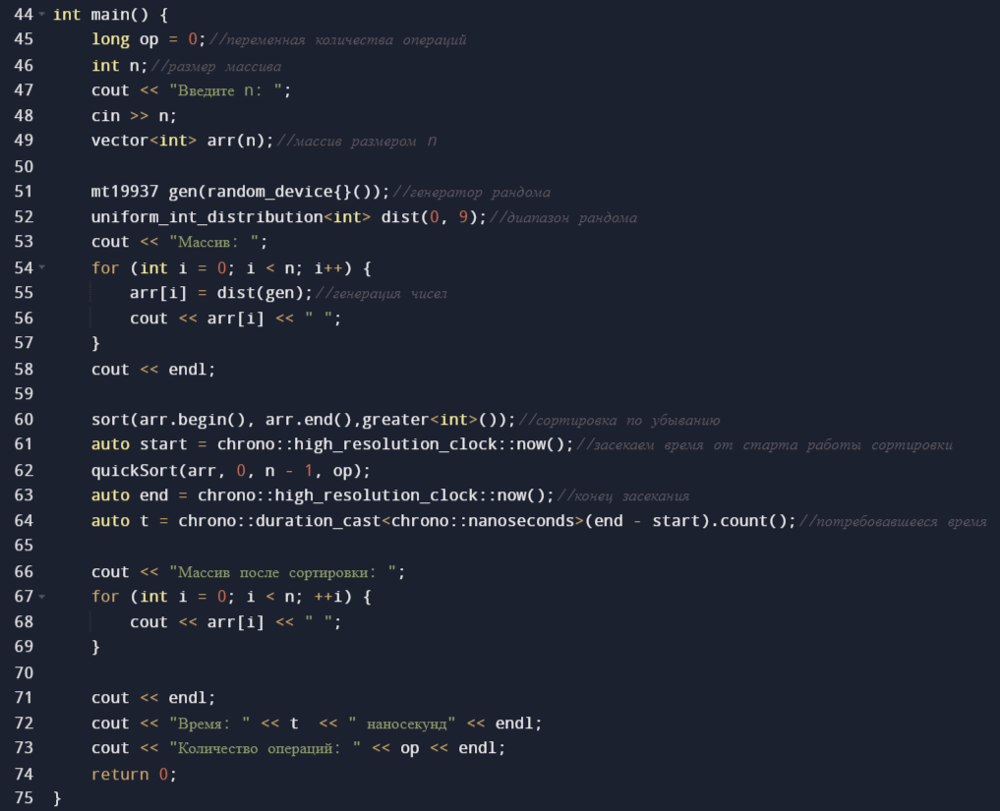 44 int main() {
45     long op = 0;//переменная количества операций
46     int n;//размер массива
47     cout << "Введите n: ";
48     cin >> n;
49     vector<int> arr(n);//массив размером n
50
51     mt19937 gen(random_device{}());//генератор рандома
52     uniform_int_distribution<int> dist(0, 9);//диапазон рандома
53     cout << "Массив: ";
54     for (int i = 0; i < n; i++) {
55         arr[i] = dist(gen);//генерация чисел
56         cout << arr[i] << " ";
57     }
58     cout << endl;
59
60     sort(arr.begin(), arr.end(),greater<int>());//сортировка по убыванию
61     auto start = chrono::high_resolution_clock::now();//засекаем время от старта работы сортировки
62     quickSort(arr, 0, n - 1, op);
63     auto end = chrono::high_resolution_clock::now();//конец засекания
64     auto t = chrono::duration_cast<chrono::nanoseconds>(end - start).count();//потребовавшееся время
65
66     cout << "Массив после сортировки: ";
67     for (int i = 0; i < n; ++i) {
68         cout << arr[i] << " ";
69     }
70
71     cout << endl;
72     cout << "Время: " << t  << " наносекунд" << endl;
73     cout << "Количество операций: " << op << endl;
74     return 0;
75 }